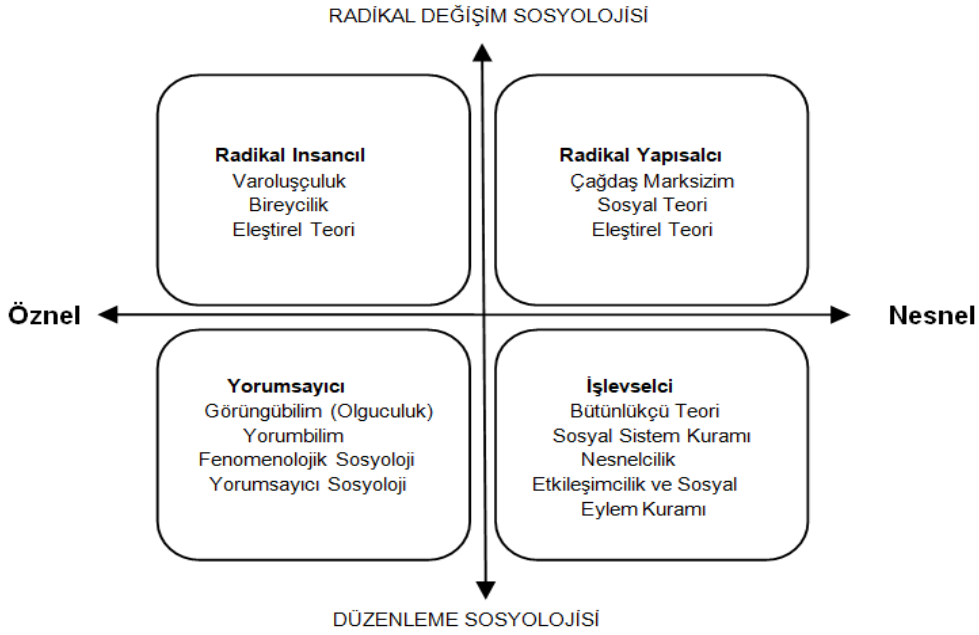 RADİKAL DEĞİŞİM SOSYOLOJİSİ
Radikal Insancıl
Varoluşçuluk
Bireycilik
Eleştirel Teori
Radikal Yapısalcı
Çağdaş Marksizim
Sosyal Teori
Eleştirel Teori
Öznel
Nesnel
Yorumsayıcı
Görüngübilim (Olguculuk)
Yorumbilim
Fenomenolojik Sosyoloji
Yorumsayıcı Sosyoloji
İşlevselci
Bütünlükçü Teori
Sosyal Sistem Kuramı
Nesnelcilik
Etkileşimcilik ve Sosyal
Eylem Kuramı
DÜZENLEME SOSYOLOJİSİ